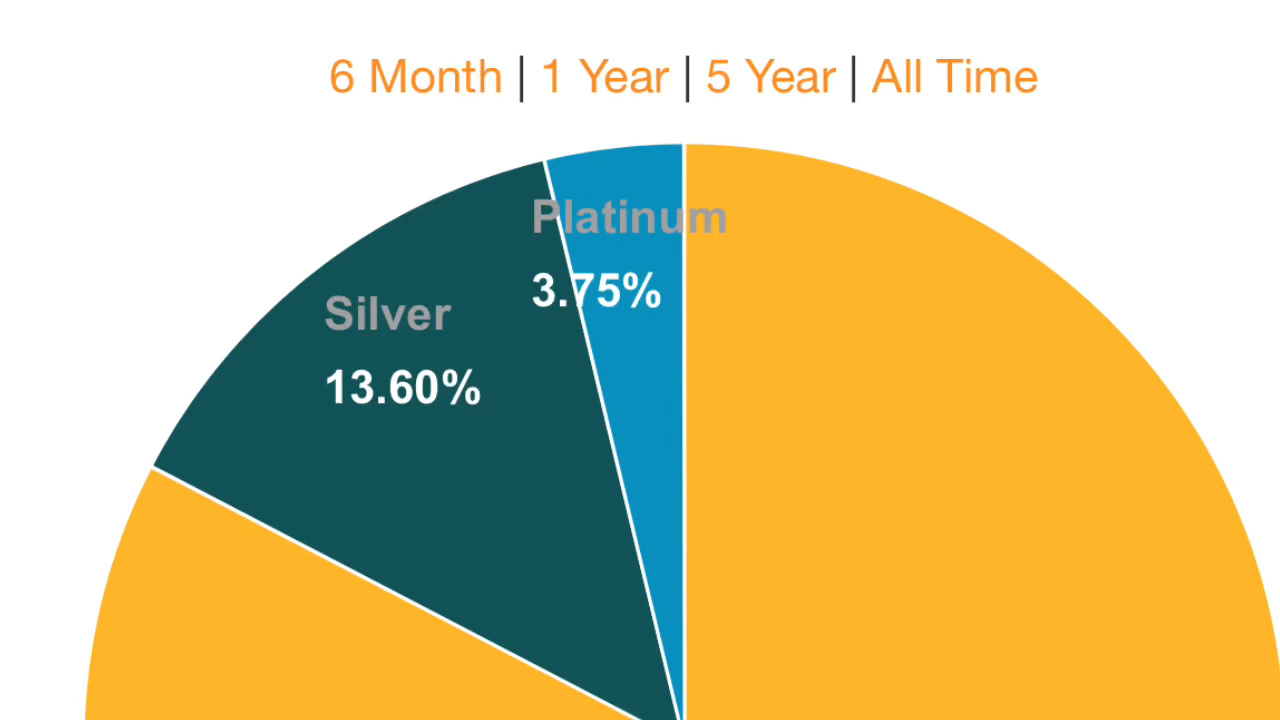 6 Month | 1 Year | 5 Year | All Time
Platinum
3.75%
Silver
13.60%